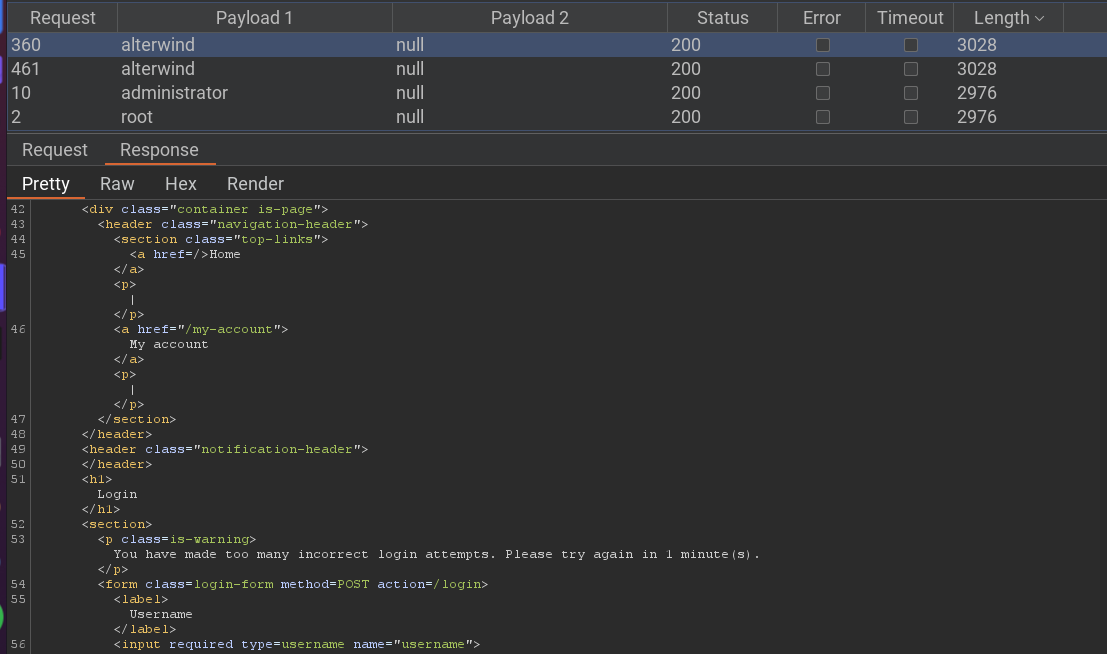 Request Payload 1 Payload 2 Status Error Timeout Length
360 alterwind null 200 3028
461 alterwind null 200 3028
10 administrator null 200 2976
2 root null 200 2976
Request Response
Pretty Raw Hex Render
42 <div class="container is-page">
43 <header class="navigation-header">
44 <section class="top-links">
45 <a href=/>Home
</a>
<p>
|
</p>
46 <a href="/my-account">
My account
</a>
<p>
|
</p>
47 </section>
48 </header>
49 <header class="notification-header">
50 </header>
51 <h1>
Login
</h1>
52 <section>
53 <p class=is-warning>
You have made too many incorrect login attempts. Please try again in 1 minute(s).
</p>
54 <form class=login-form method=POST action=/login>
55 <label>
Username
</label>
56 <input required type=username name="username">